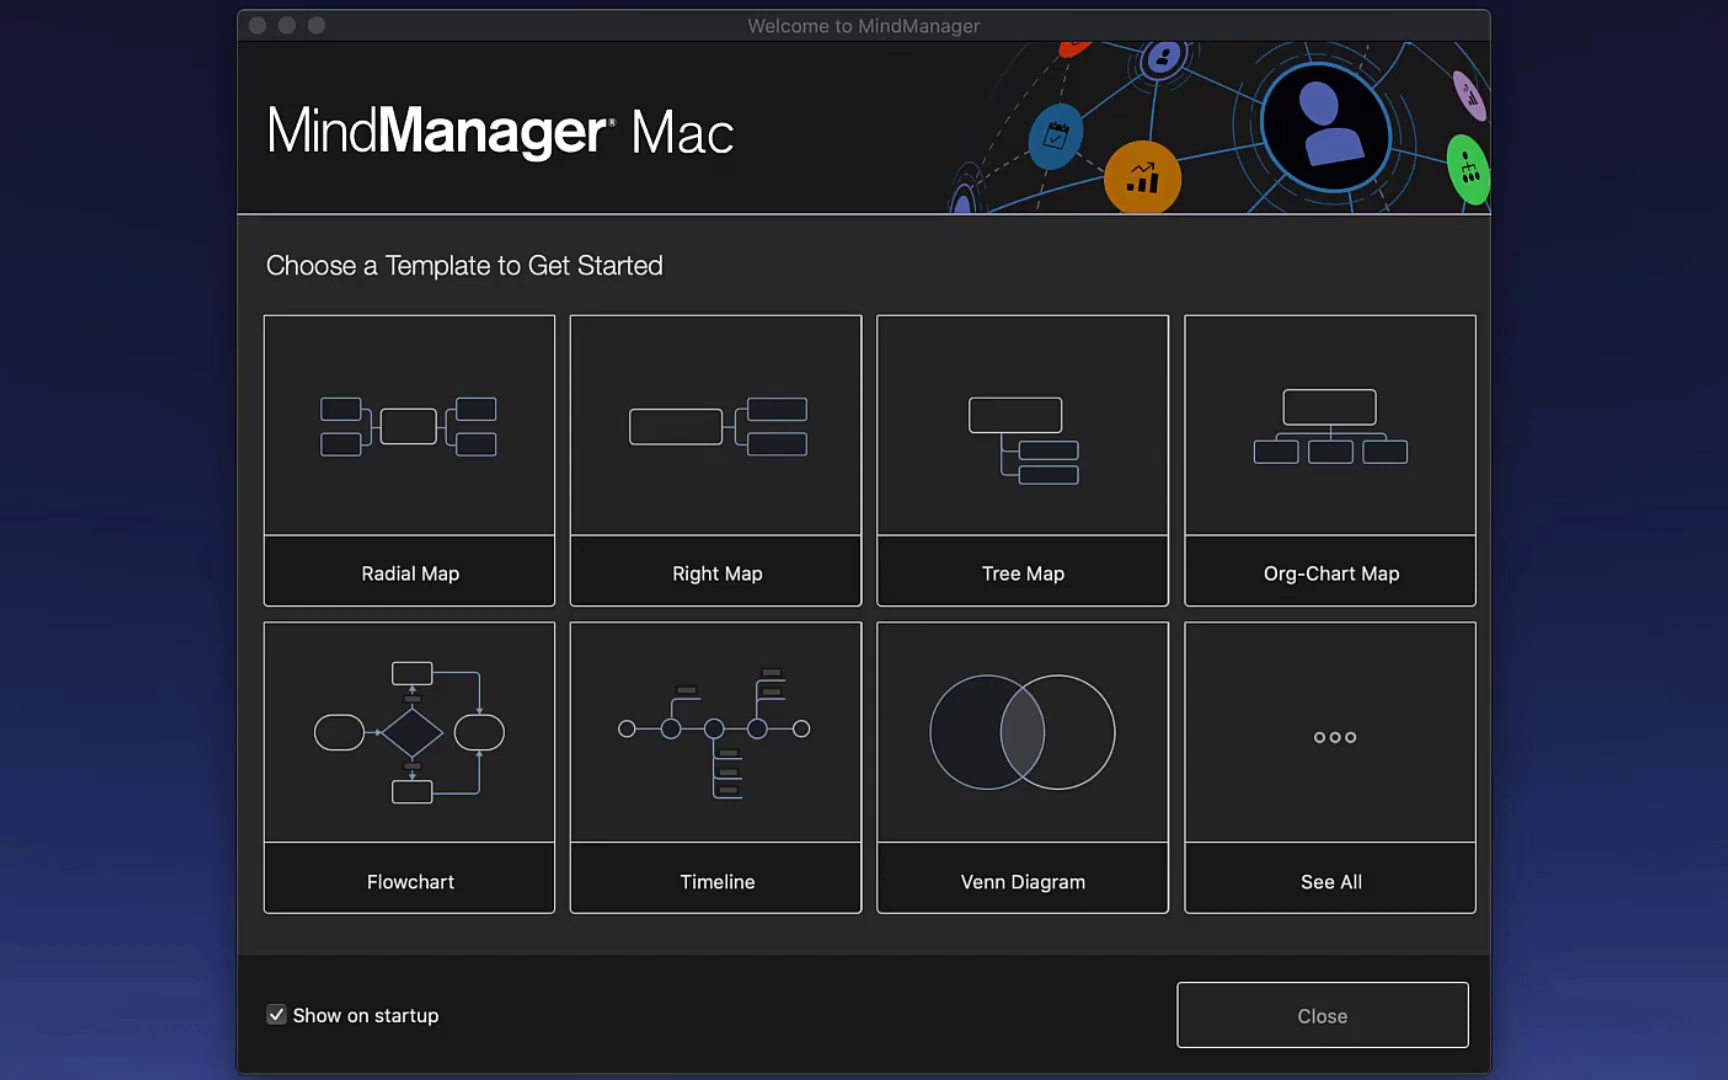 Welcome to MindManager
MindManager® Mac
Choose a Template to Get Started
Radial Map
Right Map
Tree Map
Org-Chart Map
Flowchart
Timeline
Venn Diagram
See All
Show on startup
Close